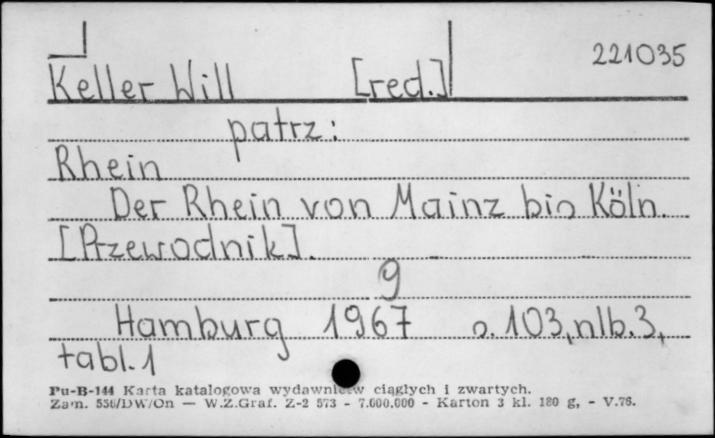 221035
Keller Will [red.]
patrz:
Rhein
Der Rhein von Mainz bis Köln.
[Przewodnik].
g
Hamburg 1967 s. 103, nlb. 3,
tabl. 1
Pu-B-144 Karta katalogowa wydawnictw ciągłych i zwartych.
Zam. 556/DW/On — W.Z.Graf. Z-2 573 - 7.000.000 - Karton 3 kl. 180 g, - V.76.